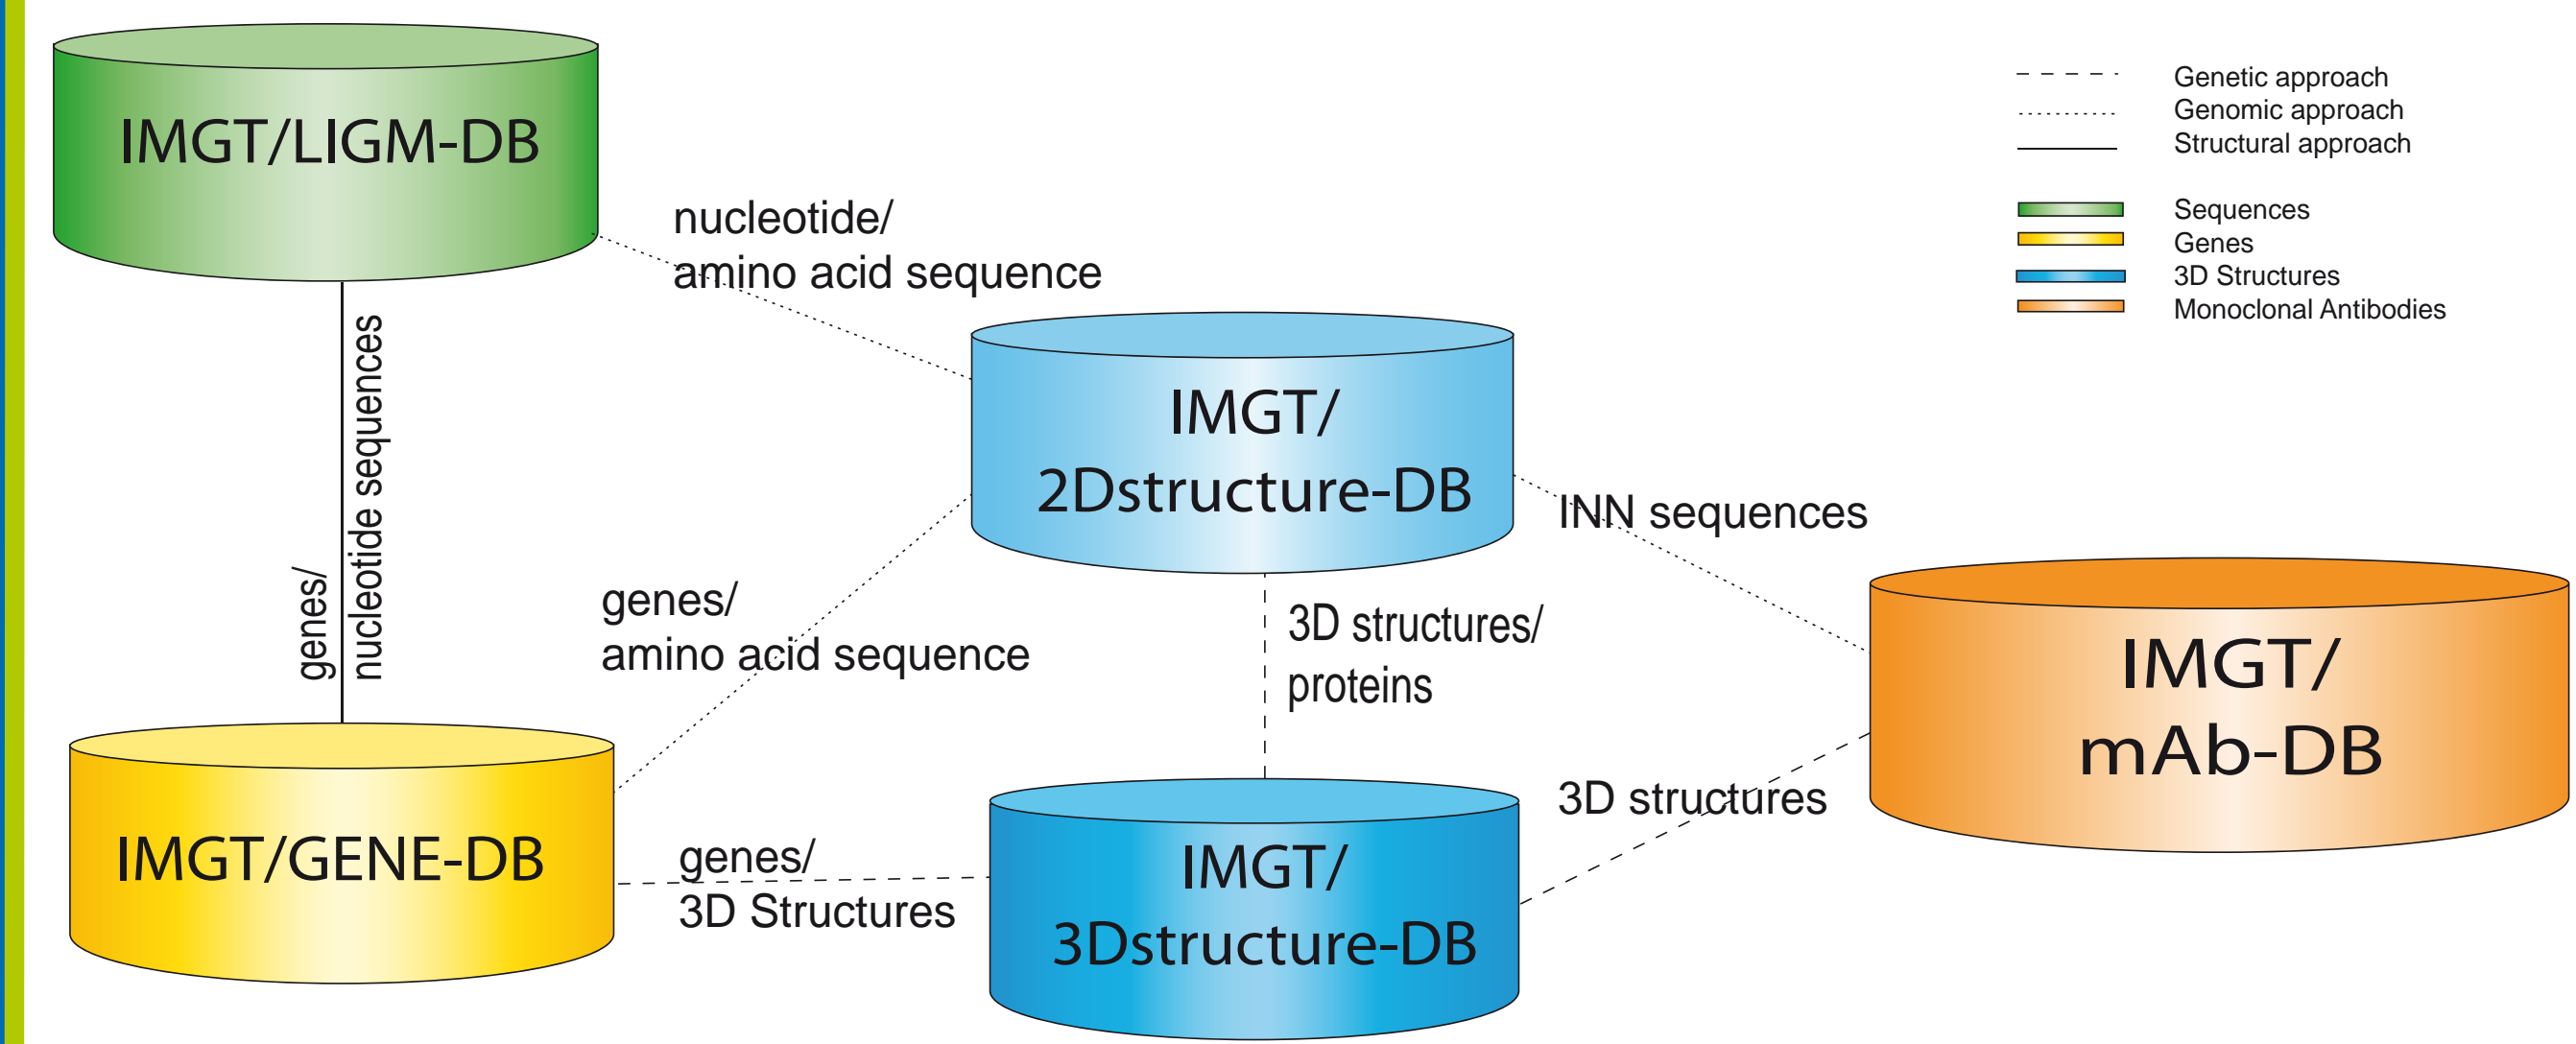 IMGT/LIGM-DB
nucleotide/
amino acid sequence
Genetic approach
Genomic approach
Structural approach
Sequences
Genes
3D Structures
Monoclonal Antibodies
genes/
nucleotide sequences
IMGT/
2Dstructure-DB
INN sequences
genes/
amino acid sequence
3D structures/
proteins
IMGT/
mAb-DB
IMGT/GENE-DB
genes/
3D Structures
IMGT/
3Dstructure-DB
3D structures